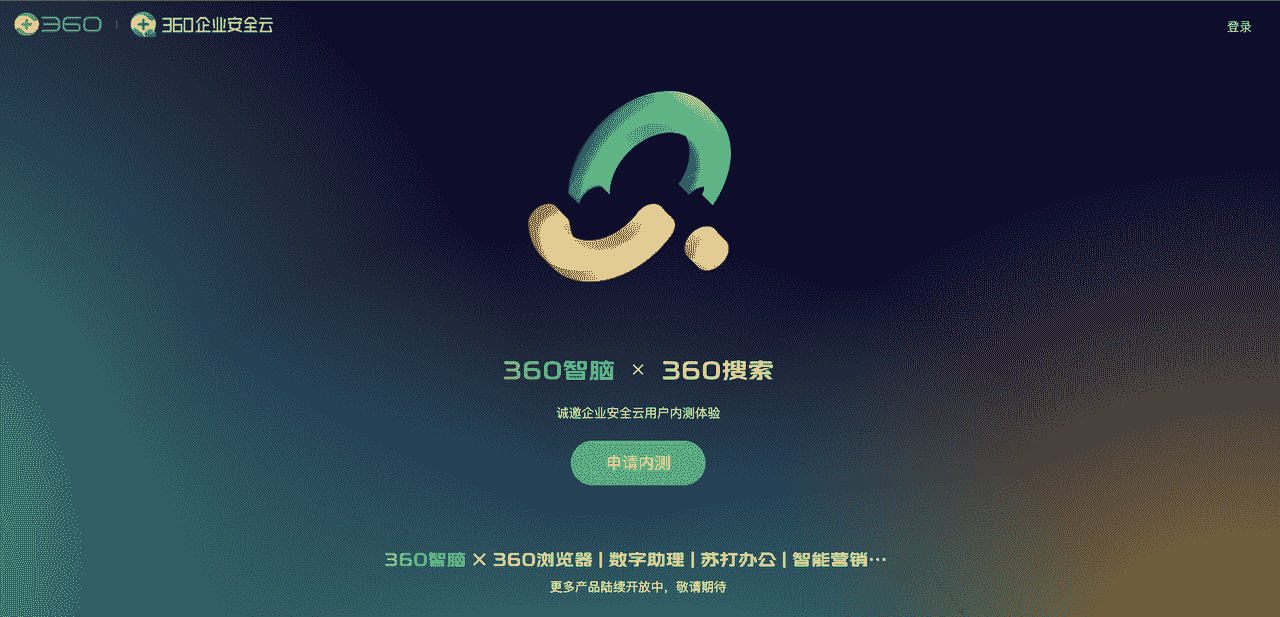 360 | 360企业安全云
登录
360智脑 × 360搜索
诚邀企业安全云用户内测体验
申请内测
360智脑 × 360浏览器 | 数字助理 | 苏打办公 | 智能营销…
更多产品陆续开放中，敬请期待